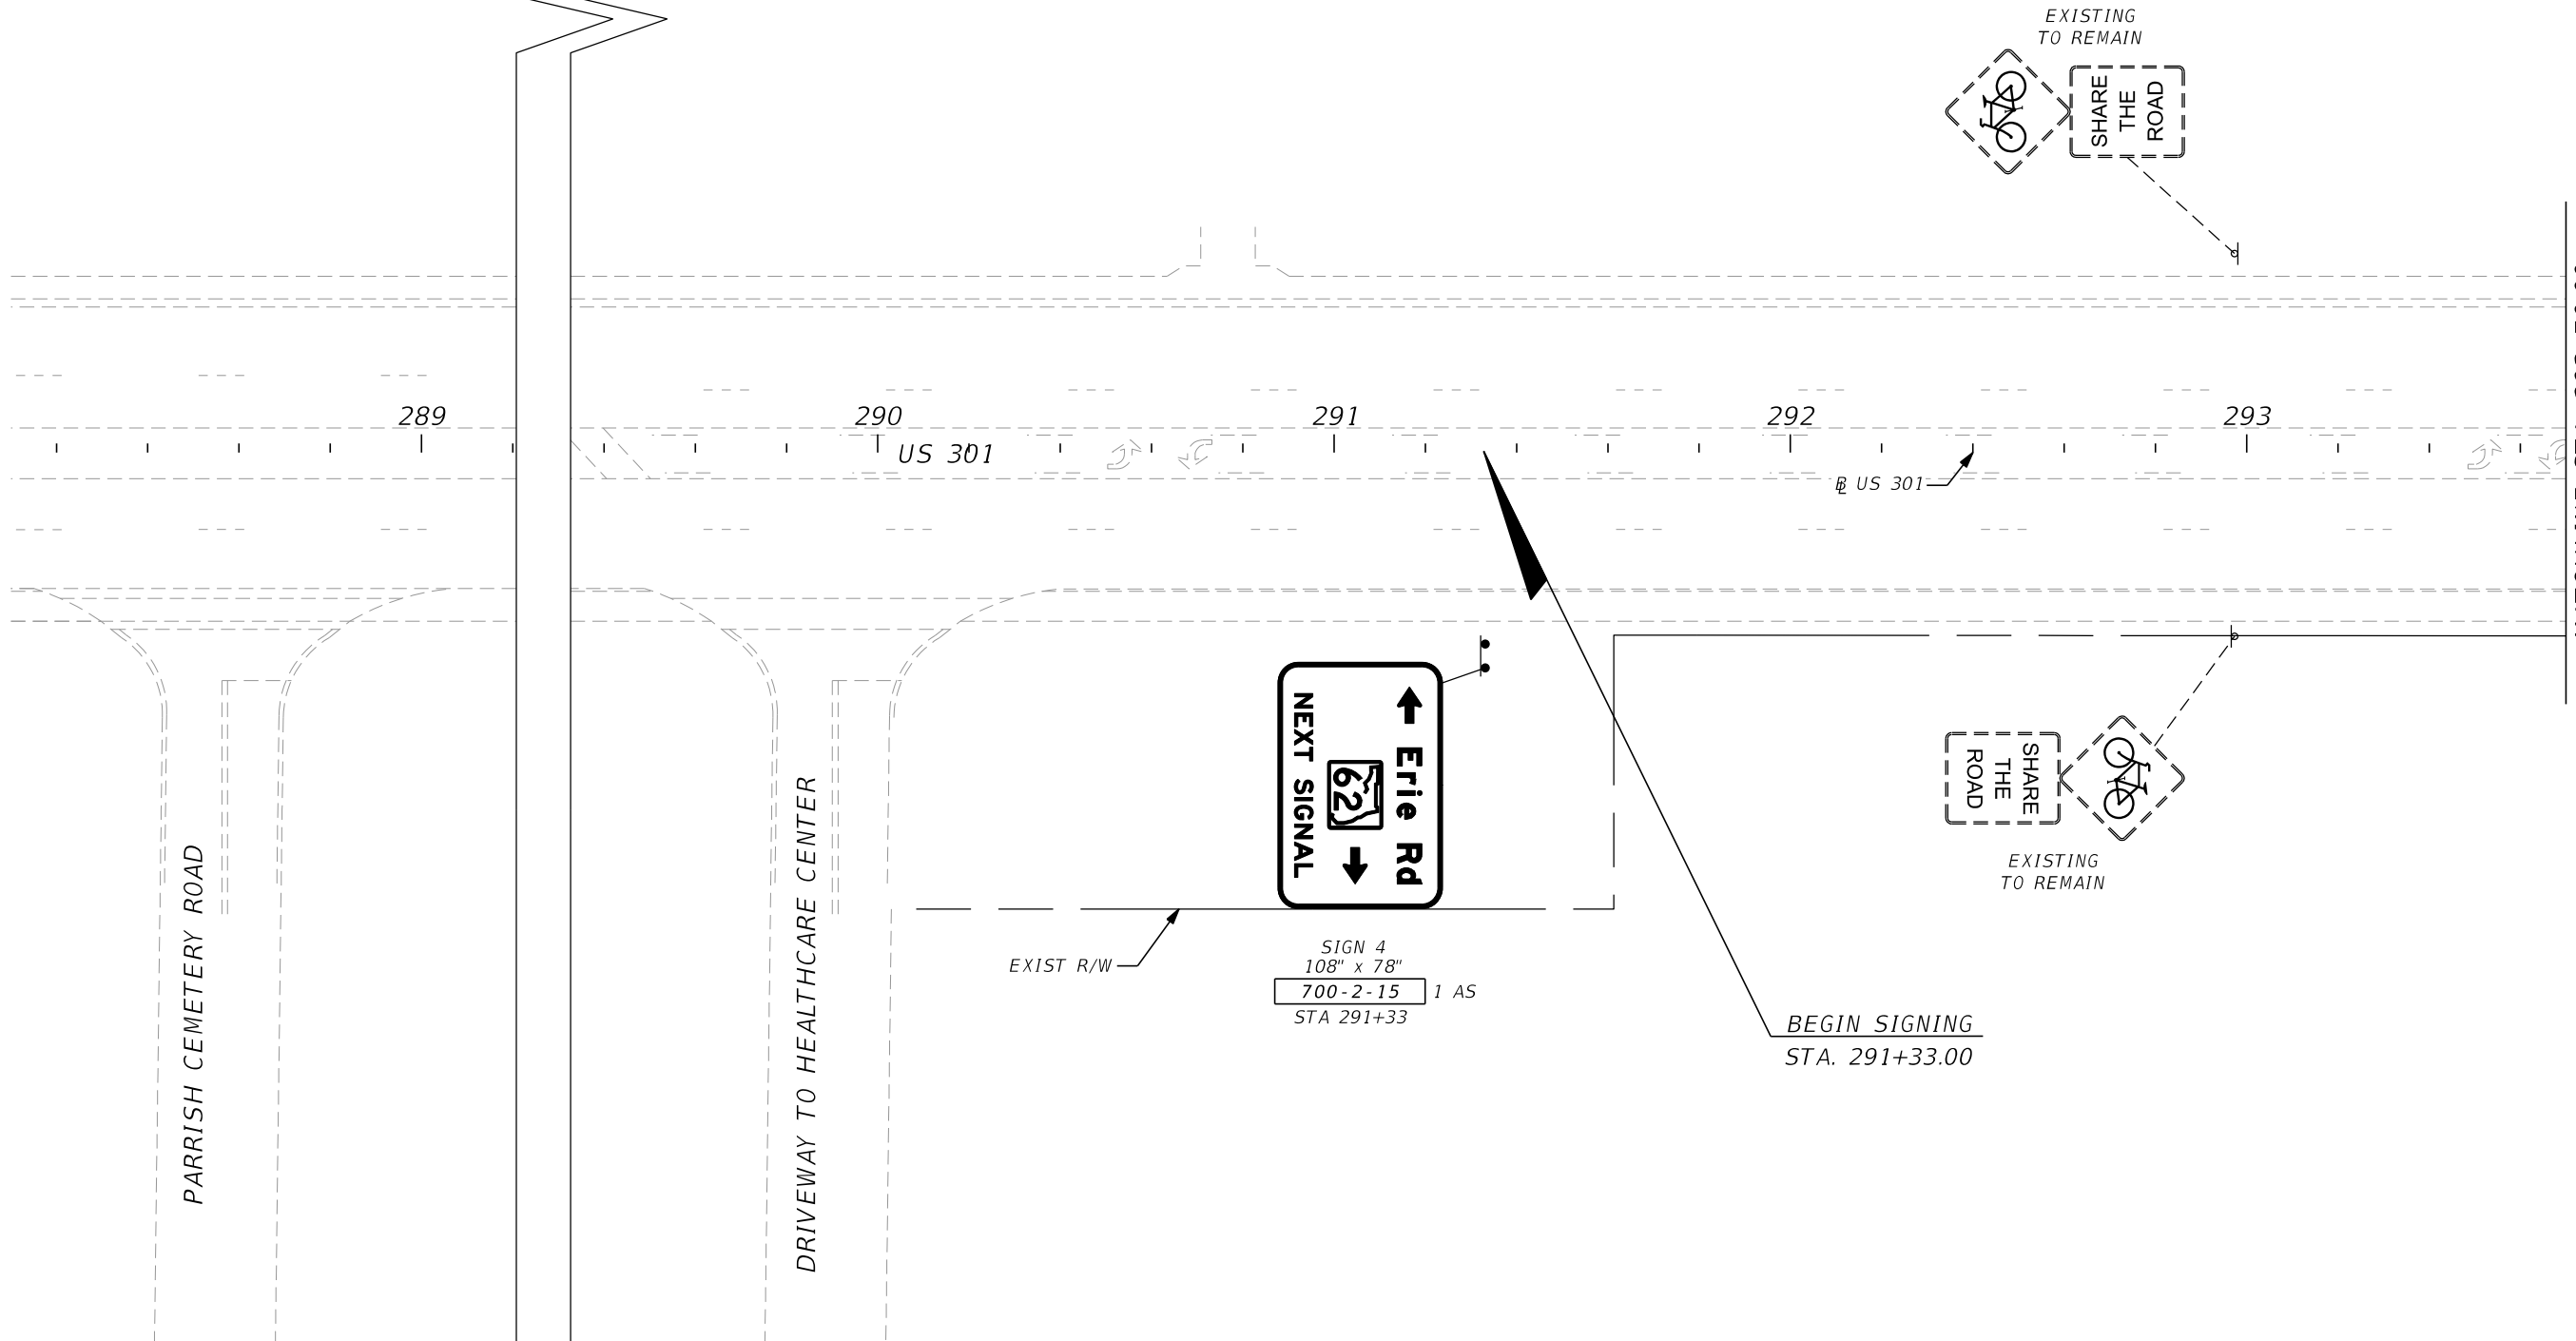 EXISTING
TO REMAIN
SHARE
THE
ROAD
289
290
291
292
293
US 301
BL US 301
Erie Rd
62
NEXT SIGNAL
SHARE
THE
ROAD
EXISTING
TO REMAIN
PARRISH CEMETERY ROAD
DRIVEWAY TO HEALTHCARE CENTER
EXIST R/W
SIGN 4
108" x 78"
700-2-15 1 AS
STA 291+33
BEGIN SIGNING
STA. 291+33.00